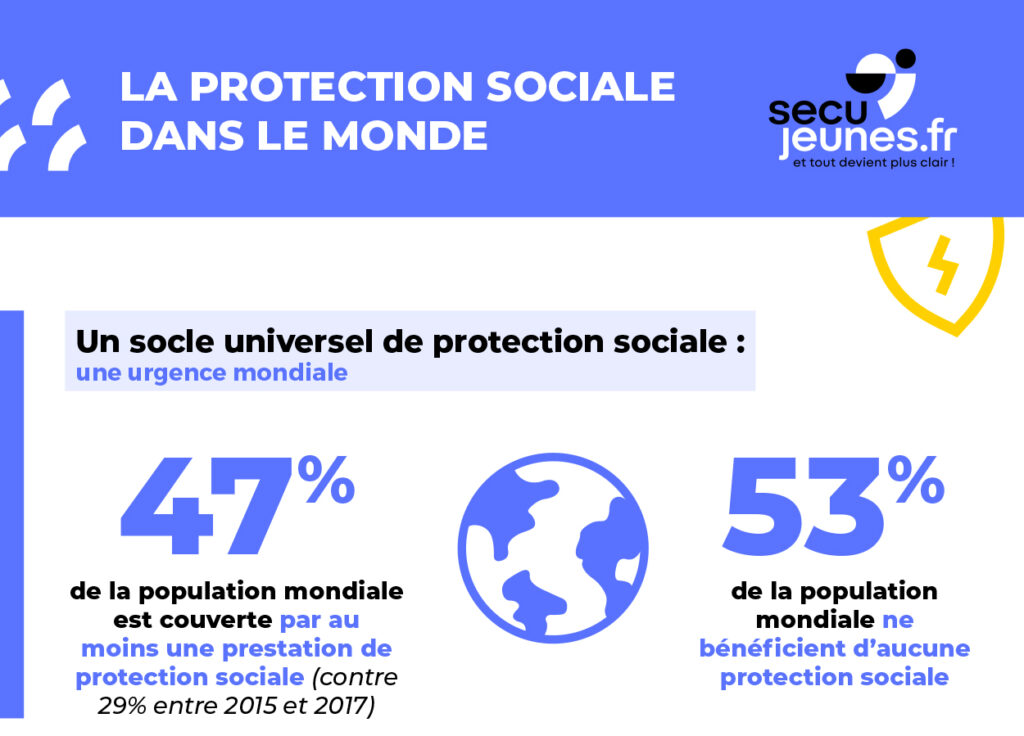 LA PROTECTION SOCIALE
DANS LE MONDE
secu
jeunes.fr
et tout devient plus clair !
Un socle universel de protection sociale :
une urgence mondiale
47%
de la population mondiale
est couverte par au
moins une prestation de
protection sociale (contre
29% entre 2015 et 2017)
53%
de la population
mondiale ne
bénéficient d’aucune
protection sociale